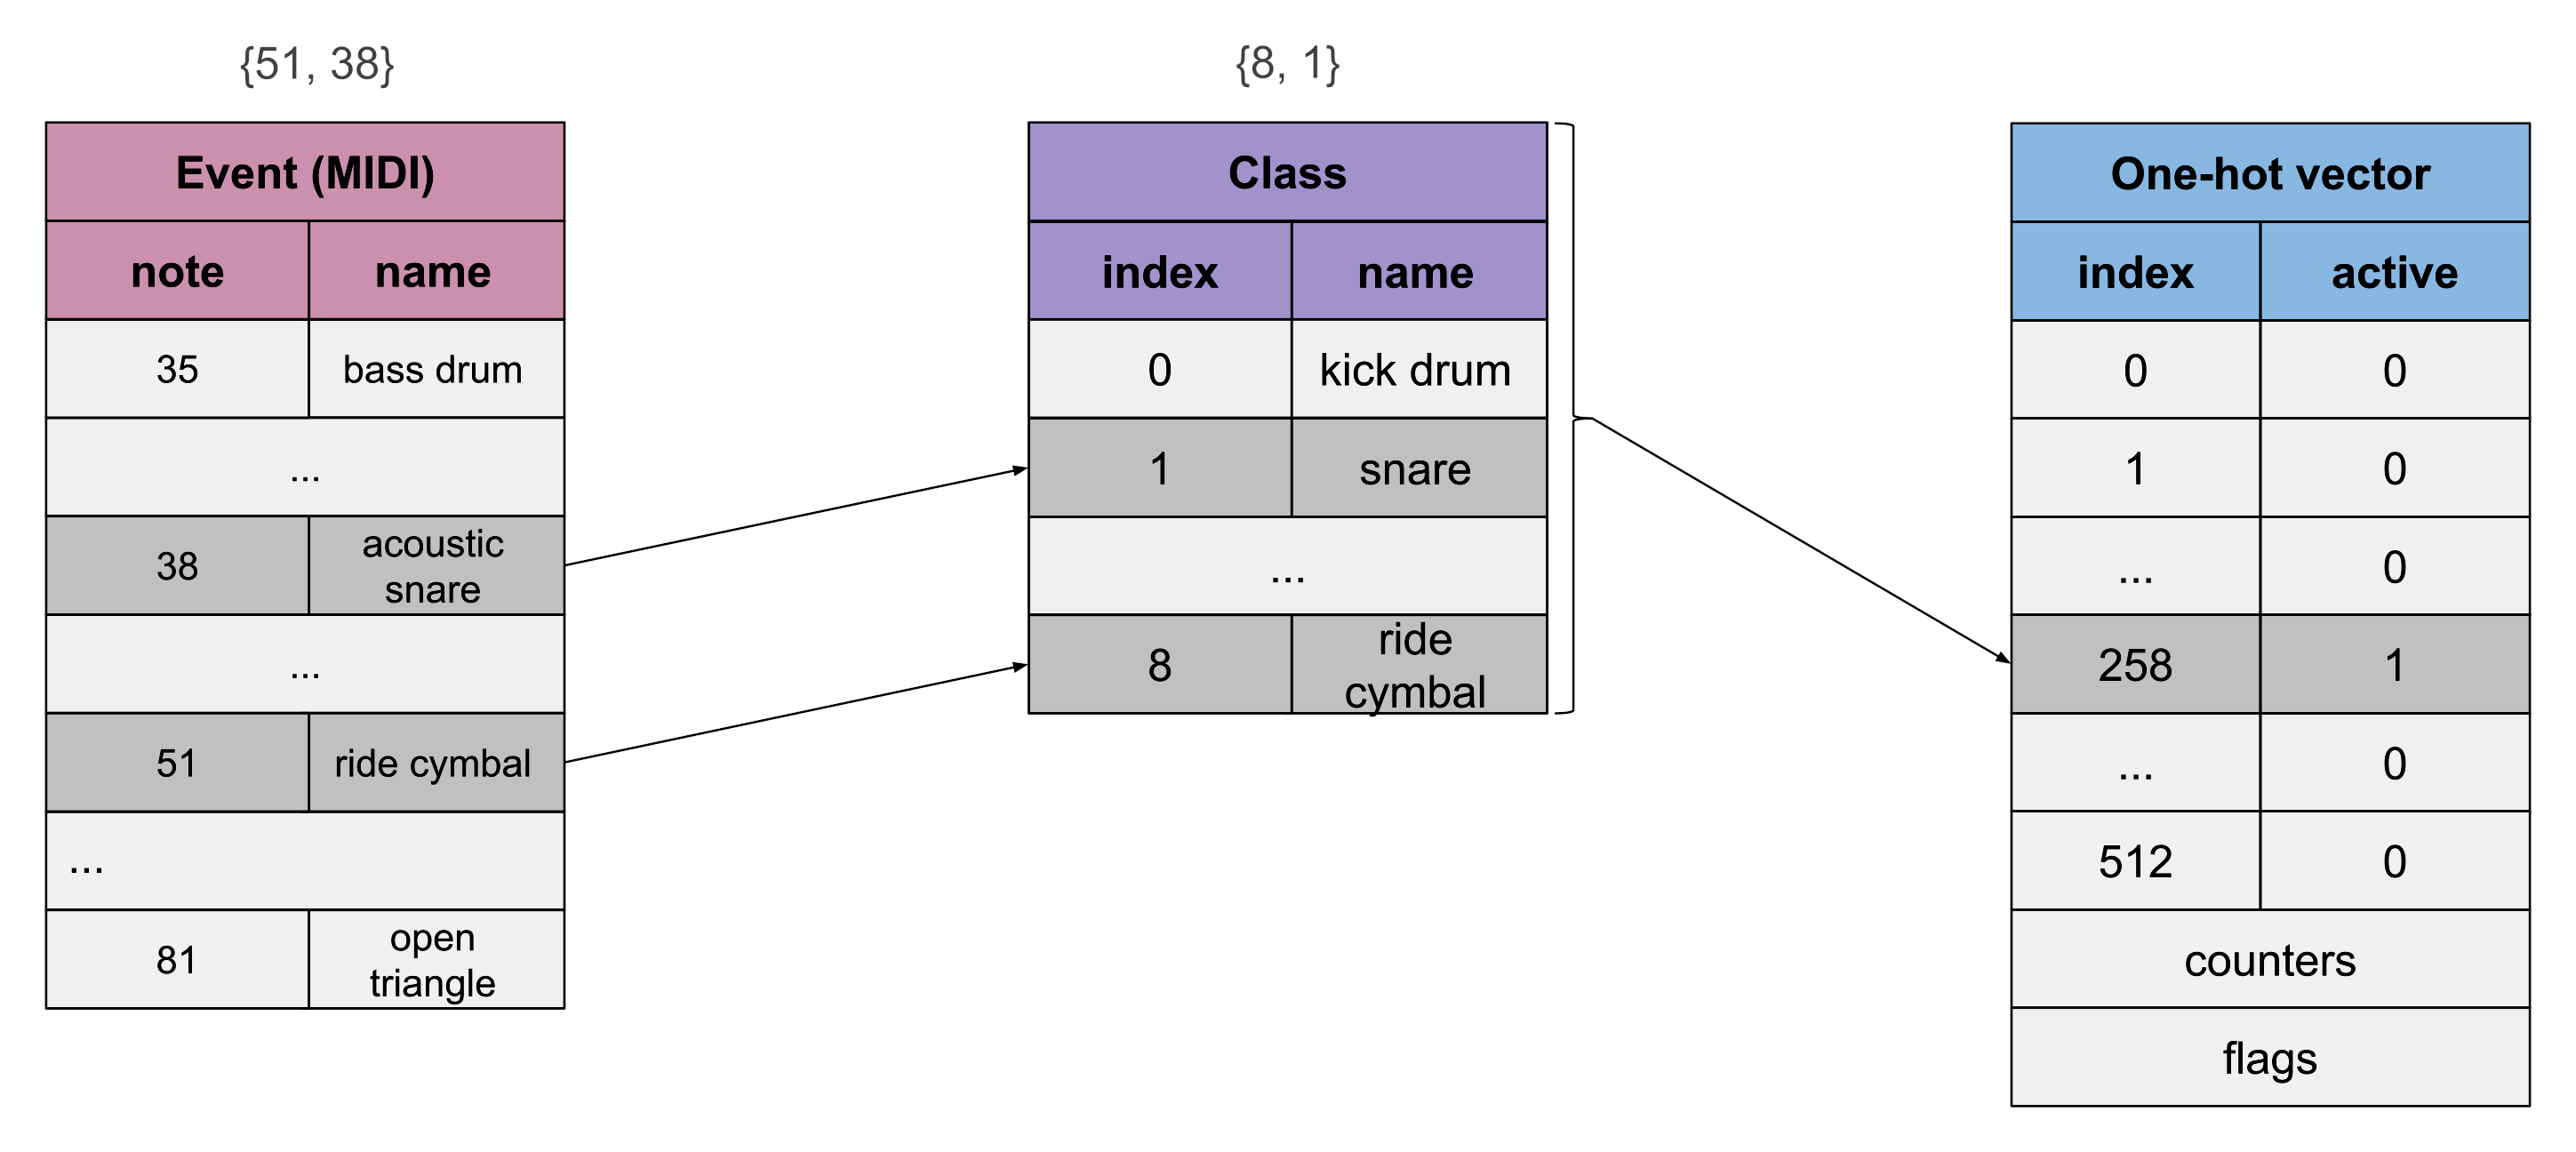 {51, 38}
Event (MIDI)
note name
35 bass drum
...
38 acoustic
snare
...
51 ride cymbal
...
81 open
triangle
{8, 1}
Class
index name
0 kick drum
1 snare
...
8 ride
cymbal
One-hot vector
index active
0 0
1 0
... 0
258 1
... 0
512 0
counters
flags